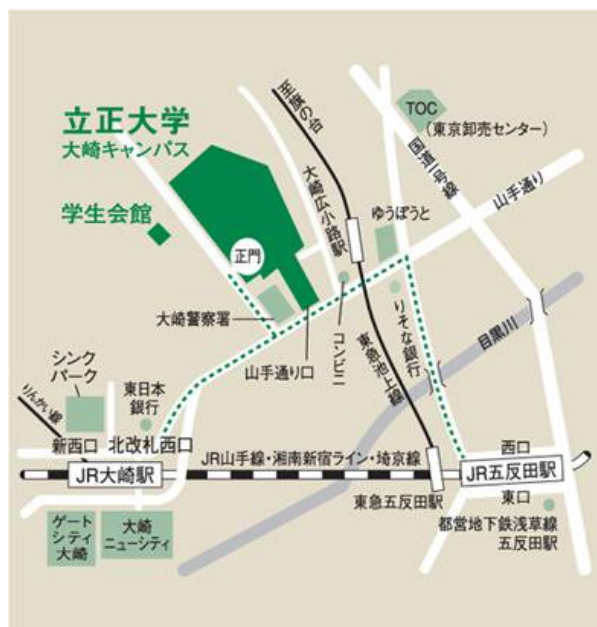 立正大学
大崎キャンパス
学生会館
正門
大崎警察署
山手通り口
コンビニ
至旗の台
大崎広小路駅
ゆうぽうと
りそな銀行
東急池上線
TOC
(東京卸売センター)
国道一号線
山手通り
目黒川
シンク
パーク
りんかい線
東日本
銀行
新西口
北改札西口
JR大崎駅
JR山手線・湘南新宿ライン・埼京線
東急五反田駅
西口
JR五反田駅
東口
都営地下鉄浅草線
五反田駅
ゲート
シティ
大崎
大崎
ニューシティ